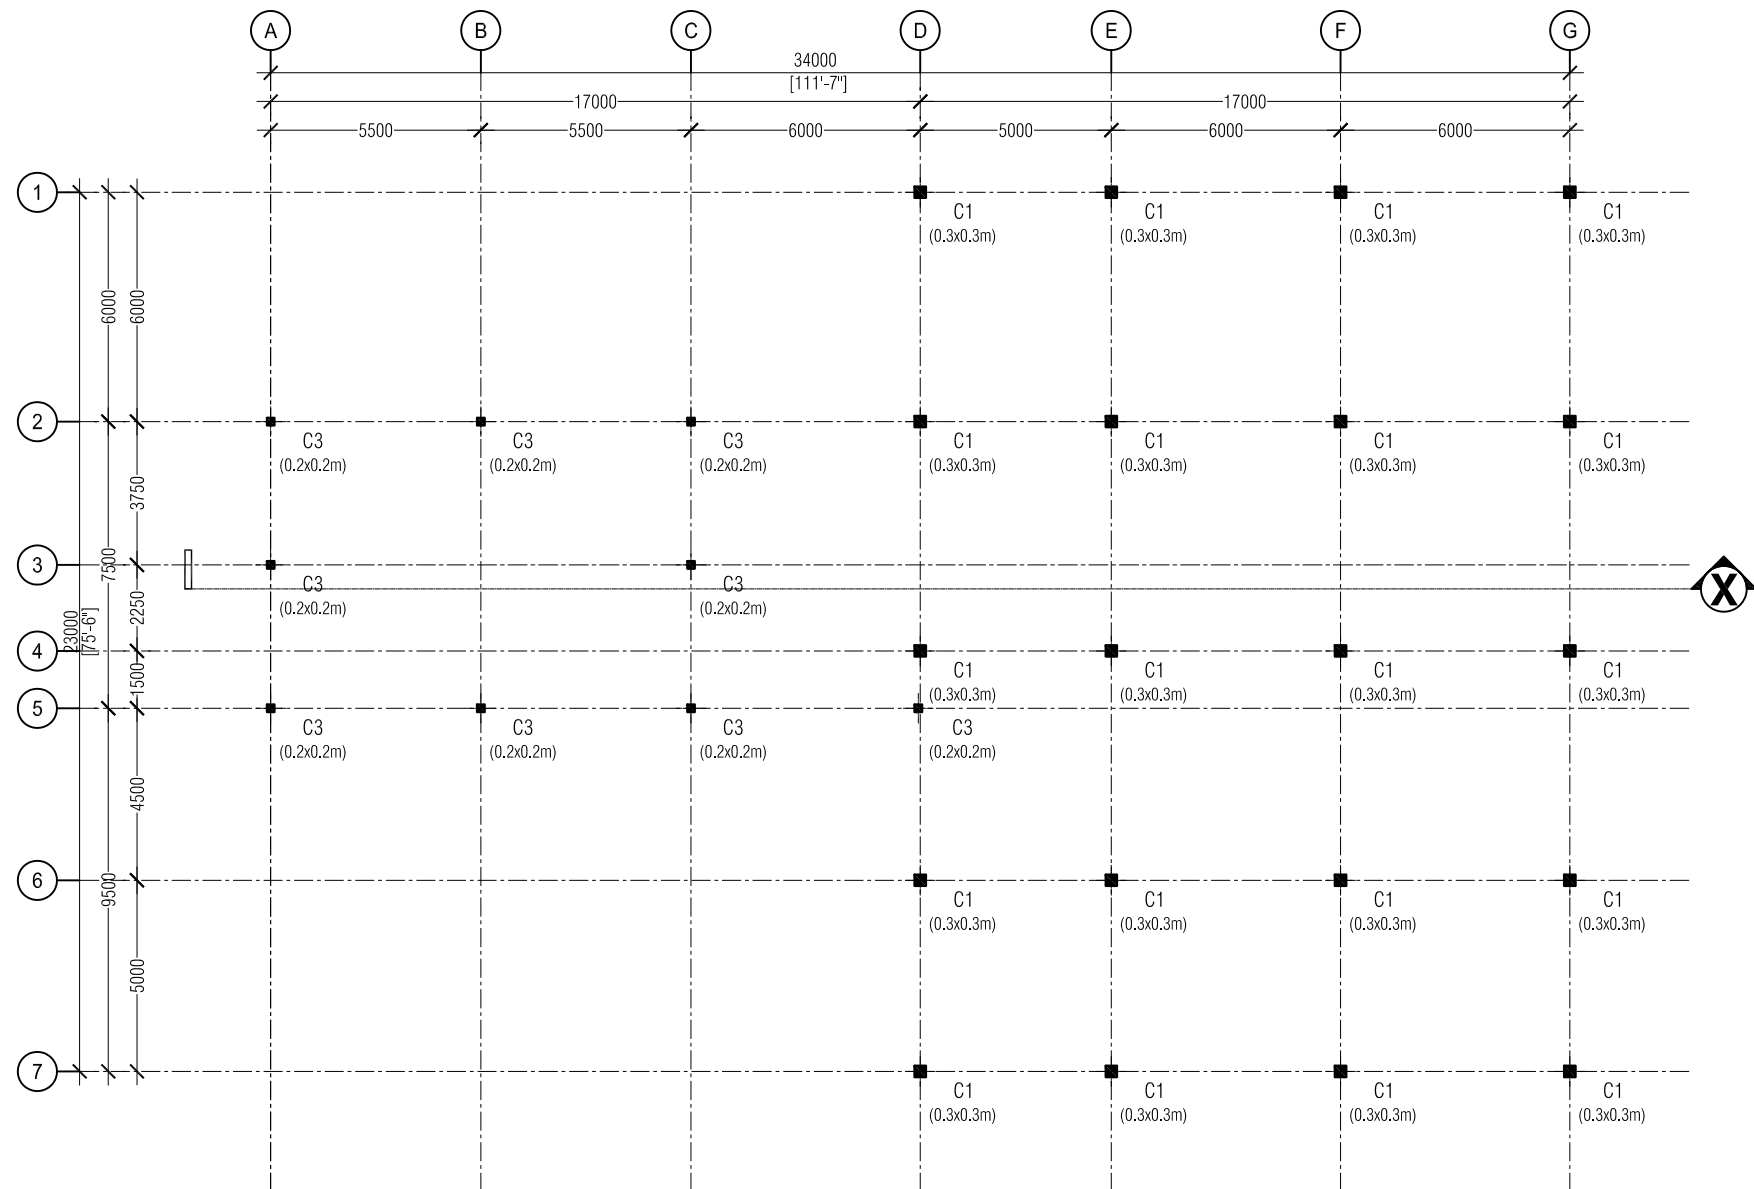 A B C D E F G
34000
[111'-7"]
17000 17000
5500 5500 6000 5000 6000 6000
1
C1 C1 C1 C1
(0.3x0.3m) (0.3x0.3m) (0.3x0.3m) (0.3x0.3m)
6000 6000
2
C3 C3 C3 C1 C1 C1 C1
(0.2x0.2m) (0.2x0.2m) (0.2x0.2m) (0.3x0.3m) (0.3x0.3m) (0.3x0.3m) (0.3x0.3m)
3750
3
7500
C3 C3
X
(0.2x0.2m) (0.2x0.2m)
2250
23000
[75'-6"]
4
C1 C1 C1 C1
1500
(0.3x0.3m) (0.3x0.3m) (0.3x0.3m) (0.3x0.3m)
5
C3 C3 C3 C3
(0.2x0.2m) (0.2x0.2m) (0.2x0.2m) (0.2x0.2m)
4500
6
9500
C1 C1 C1 C1
(0.3x0.3m) (0.3x0.3m) (0.3x0.3m) (0.3x0.3m)
5000
7
C1 C1 C1 C1
(0.3x0.3m) (0.3x0.3m) (0.3x0.3m) (0.3x0.3m)